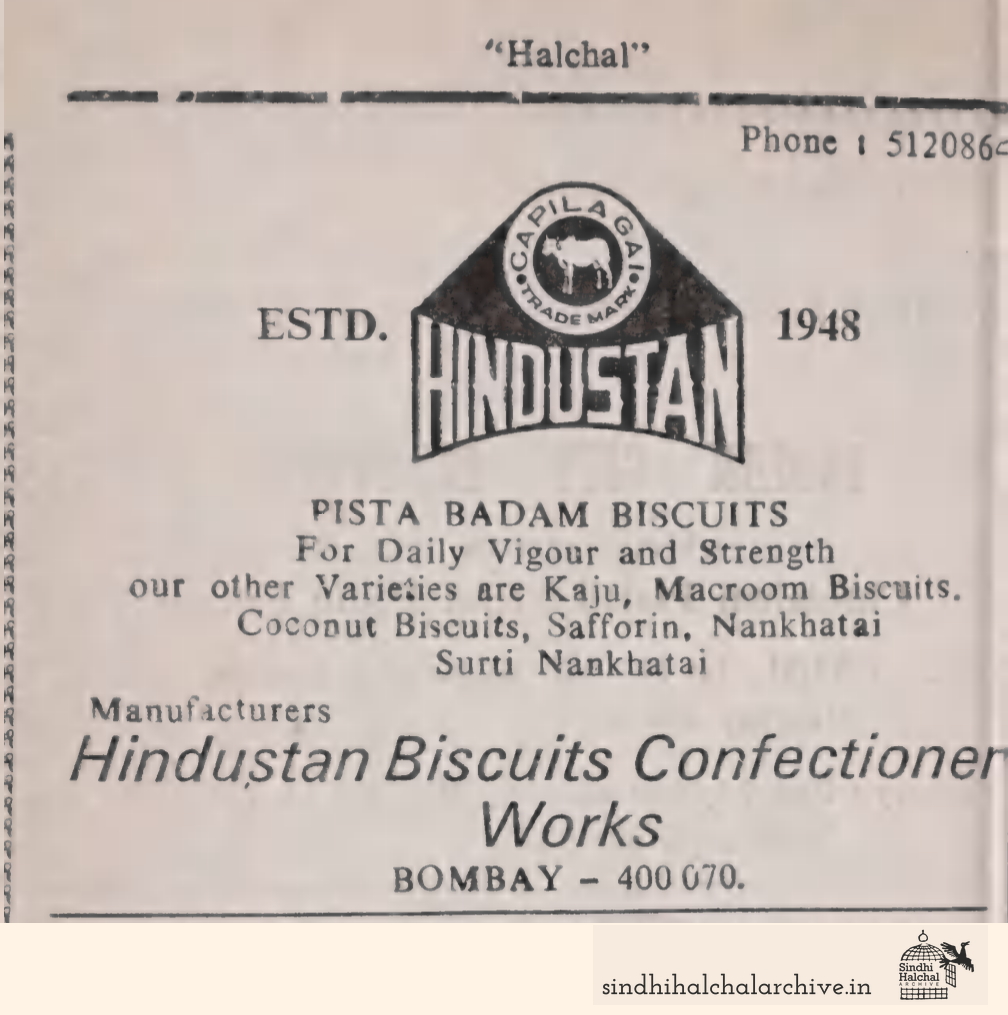 “Halchal”
Phone : 512086
CAPILAGAI
TRADE MARK
ESTD.
1948
HINDUSTAN
PISTA BADAM BISCUITS
For Daily Vigour and Strength
our other Varieties are Kaju, Macroom Biscuits.
Coconut Biscuits, Safforin, Nankhatai
Surti Nankhatai
Manufacturers
Hindustan Biscuits Confectioner
Works
BOMBAY – 400 070.
sindhihalchalarchive.in
Sindhi
Halchal
ARCHIVE